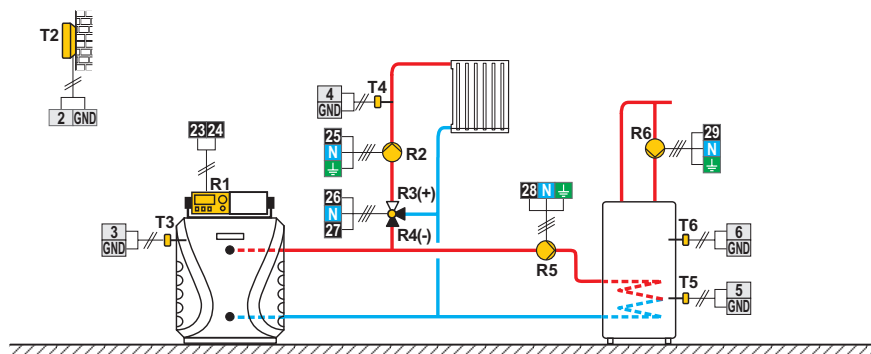 T2
2 GND
23 24
R1
3
GND
T3
4
GND
T4
25
N
R2
26
N
27
R3(+)
R4(-)
28 N
R5
R6
29
N
T6
6
GND
T5
5
GND